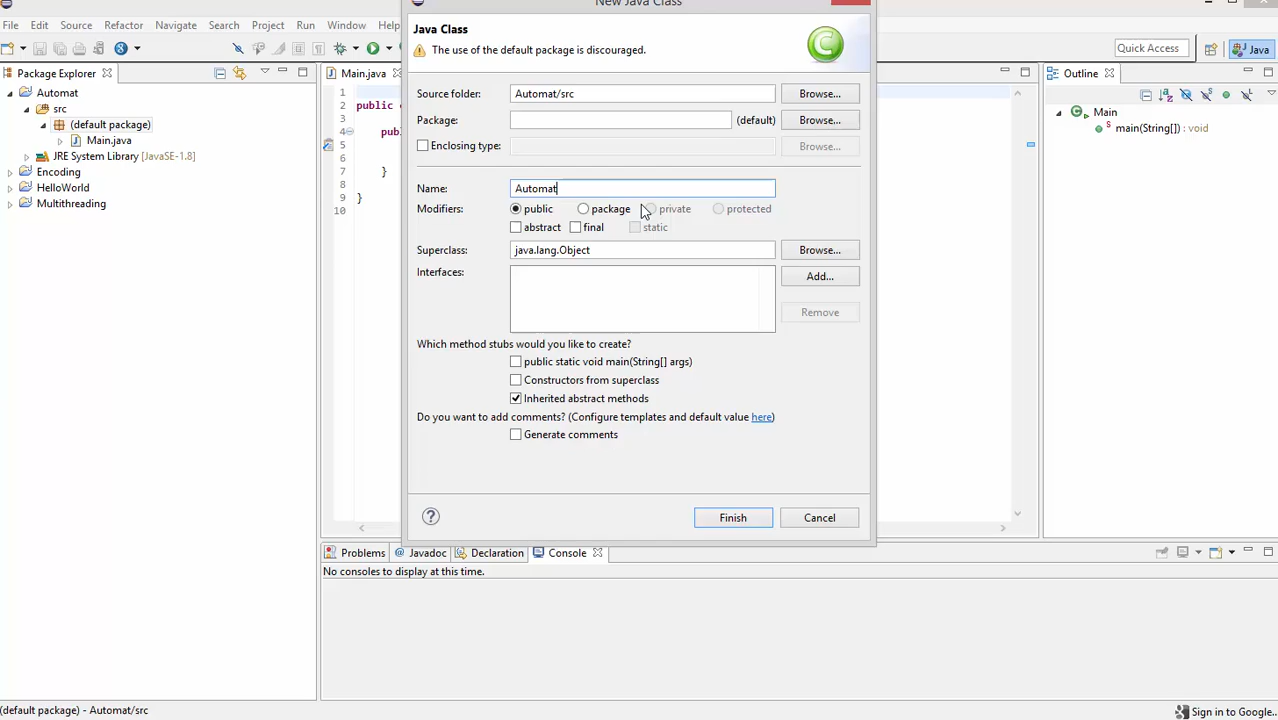 New Java Class
File Edit Source Refactor Navigate Search Project Run Window Help
Java Class
The use of the default package is discouraged.
Quick Access
Java
Package Explorer
Main.java
Outline
Automat
src
(default package)
Main.java
JRE System Library [JavaSE-1.8]
Encoding
HelloWorld
Multithreading
1
2 public
3
4 pub
5
6
7 }
8
9 }
10
Source folder: Automat/src Browse...
Package: (default) Browse...
Enclosing type: Browse...
Name: Automat
Modifiers: public package private protected
abstract final static
Superclass: java.lang.Object Browse...
Interfaces: Add...
Remove
Which method stubs would you like to create?
public static void main(String[] args)
Constructors from superclass
Inherited abstract methods
Do you want to add comments? (Configure templates and default value here)
Generate comments
? Finish Cancel
Main
main(String[]) : void
Problems @ Javadoc Declaration Console
No consoles to display at this time.
(default package) - Automat/src
Sign in to Google...